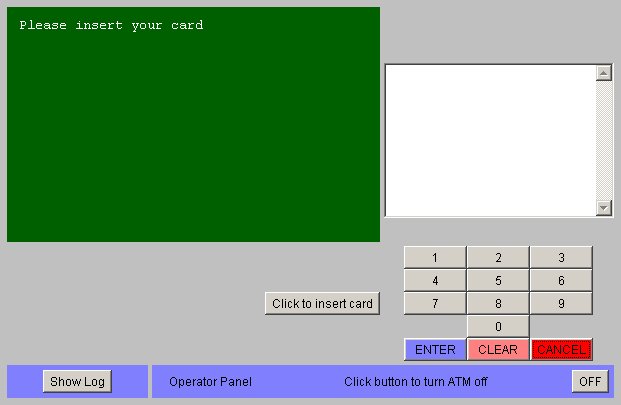 Please insert your card
1 2 3
4 5 6
Click to insert card 7 8 9
0
ENTER CLEAR CANCEL
Show Log Operator Panel Click button to turn ATM off OFF